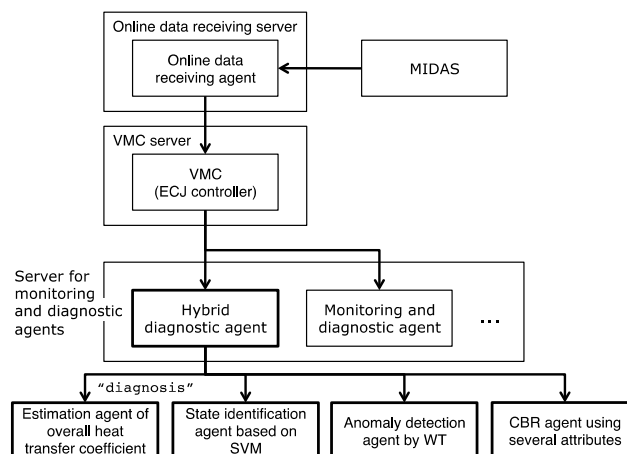 Online data receiving server
Online data
receiving agent
MIDAS
VMC server
VMC
(ECJ controller)
Server for
monitoring
and diagnostic
agents
Hybrid
diagnostic agent
Monitoring and
diagnostic agent
...
"diagnosis"
Estimation agent of
overall heat
transfer coefficient
State identification
agent based on
SVM
Anomaly detection
agent by WT
CBR agent using
several attributes